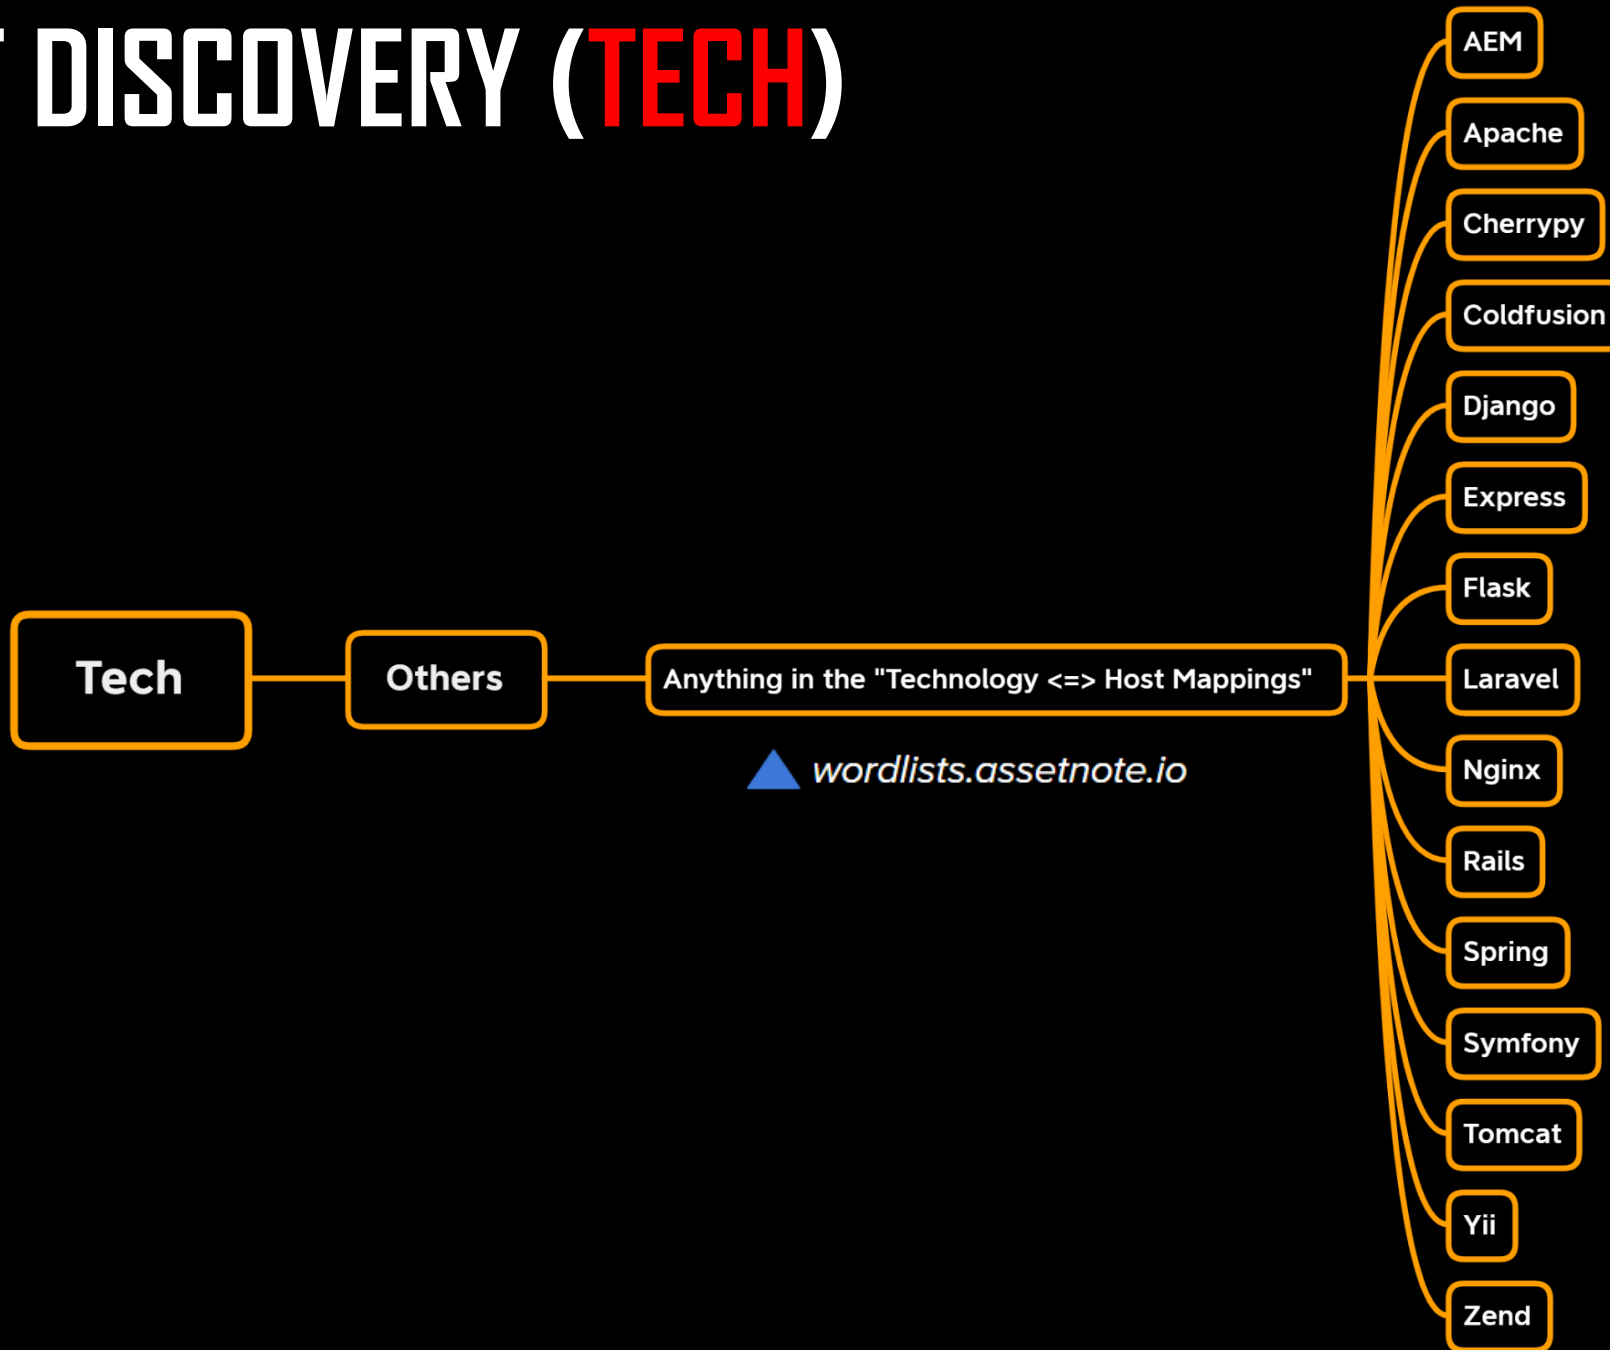 DISCOVERY (TECH)
AEM
Apache
Cherrypy
Coldfusion
Django
Express
Flask
Tech
Others
Anything in the "Technology <=> Host Mappings"
Laravel
wordlists.assetnote.io
Nginx
Rails
Spring
Symfony
Tomcat
Yii
Zend